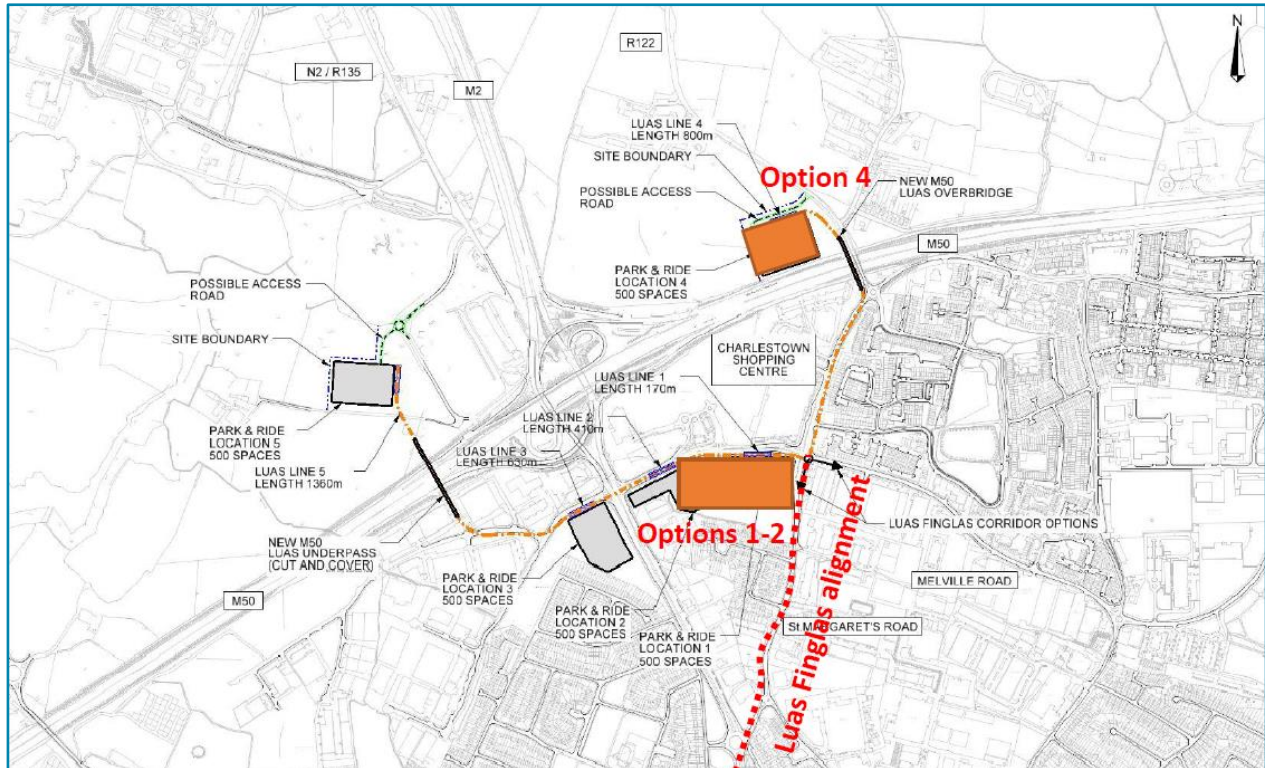 N
R122
N2 / R135
M2
LUAS LINE 4
LENGTH 800m
SITE BOUNDARY
Option 4
POSSIBLE ACCESS
ROAD
NEW M50
LUAS OVERBRIDGE
M50
PARK & RIDE
LOCATION 4
500 SPACES
POSSIBLE ACCESS
ROAD
SITE BOUNDARY
CHARLESTOWN
SHOPPING
CENTRE
LUAS LINE 1
LENGTH 170m
LUAS LINE 2
LENGTH 410m
PARK & RIDE
LOCATION 5
500 SPACES
LUAS LINE 3
LENGTH 630m
LUAS LINE 5
LENGTH 1360m
Options 1-2
LUAS FINGLAS CORRIDOR OPTIONS
NEW M50
LUAS UNDERPASS
(CUT AND COVER)
PARK & RIDE
LOCATION 3
500 SPACES
MELVILLE ROAD
M50
PARK & RIDE
LOCATION 2
500 SPACES
PARK & RIDE
LOCATION 1
500 SPACES
St MARGARET'S ROAD
Luas Finglas alignment